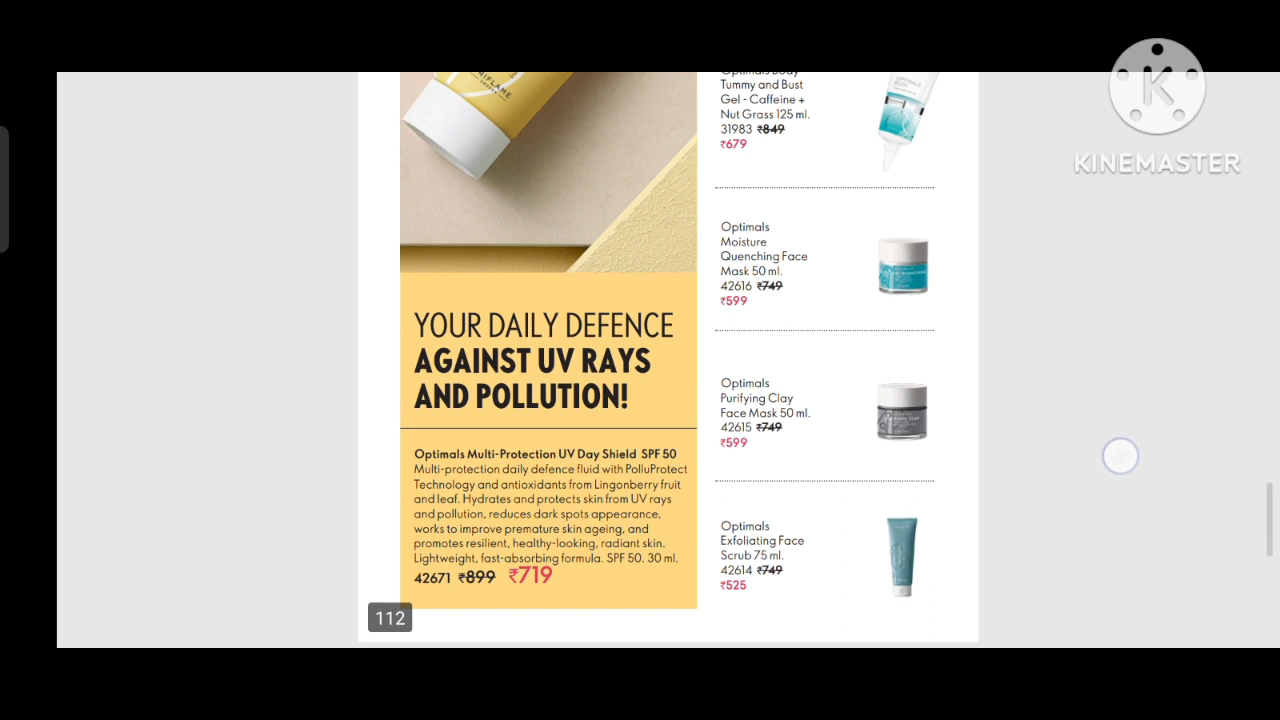 RIFLAME
YOUR DAILY DEFENCE
AGAINST UV RAYS
AND POLLUTION!
Optimals Multi-Protection UV Day Shield SPF 50
Multi-protection daily defence fluid with PolluProtect
Technology and antioxidants from Lingonberry fruit
and leaf. Hydrates and protects skin from UV rays
and pollution, reduces dark spots appearance,
works to improve premature skin ageing, and
promotes resilient, healthy-looking, radiant skin.
Lightweight, fast-absorbing formula. SPF 50. 30 ml.
42671 ₹899 ₹719
112
Optimals Body
Tummy and Bust
Gel - Caffeine +
Nut Grass 125 ml.
31983 ₹849
₹679
Optimals
Moisture
Quenching Face
Mask 50 ml.
42616 ₹749
₹599
Optimals
Purifying Clay
Face Mask 50 ml.
42615 ₹749
₹599
Optimals
Exfoliating Face
Scrub 75 ml.
42614 ₹749
₹525
K
KINEMASTER